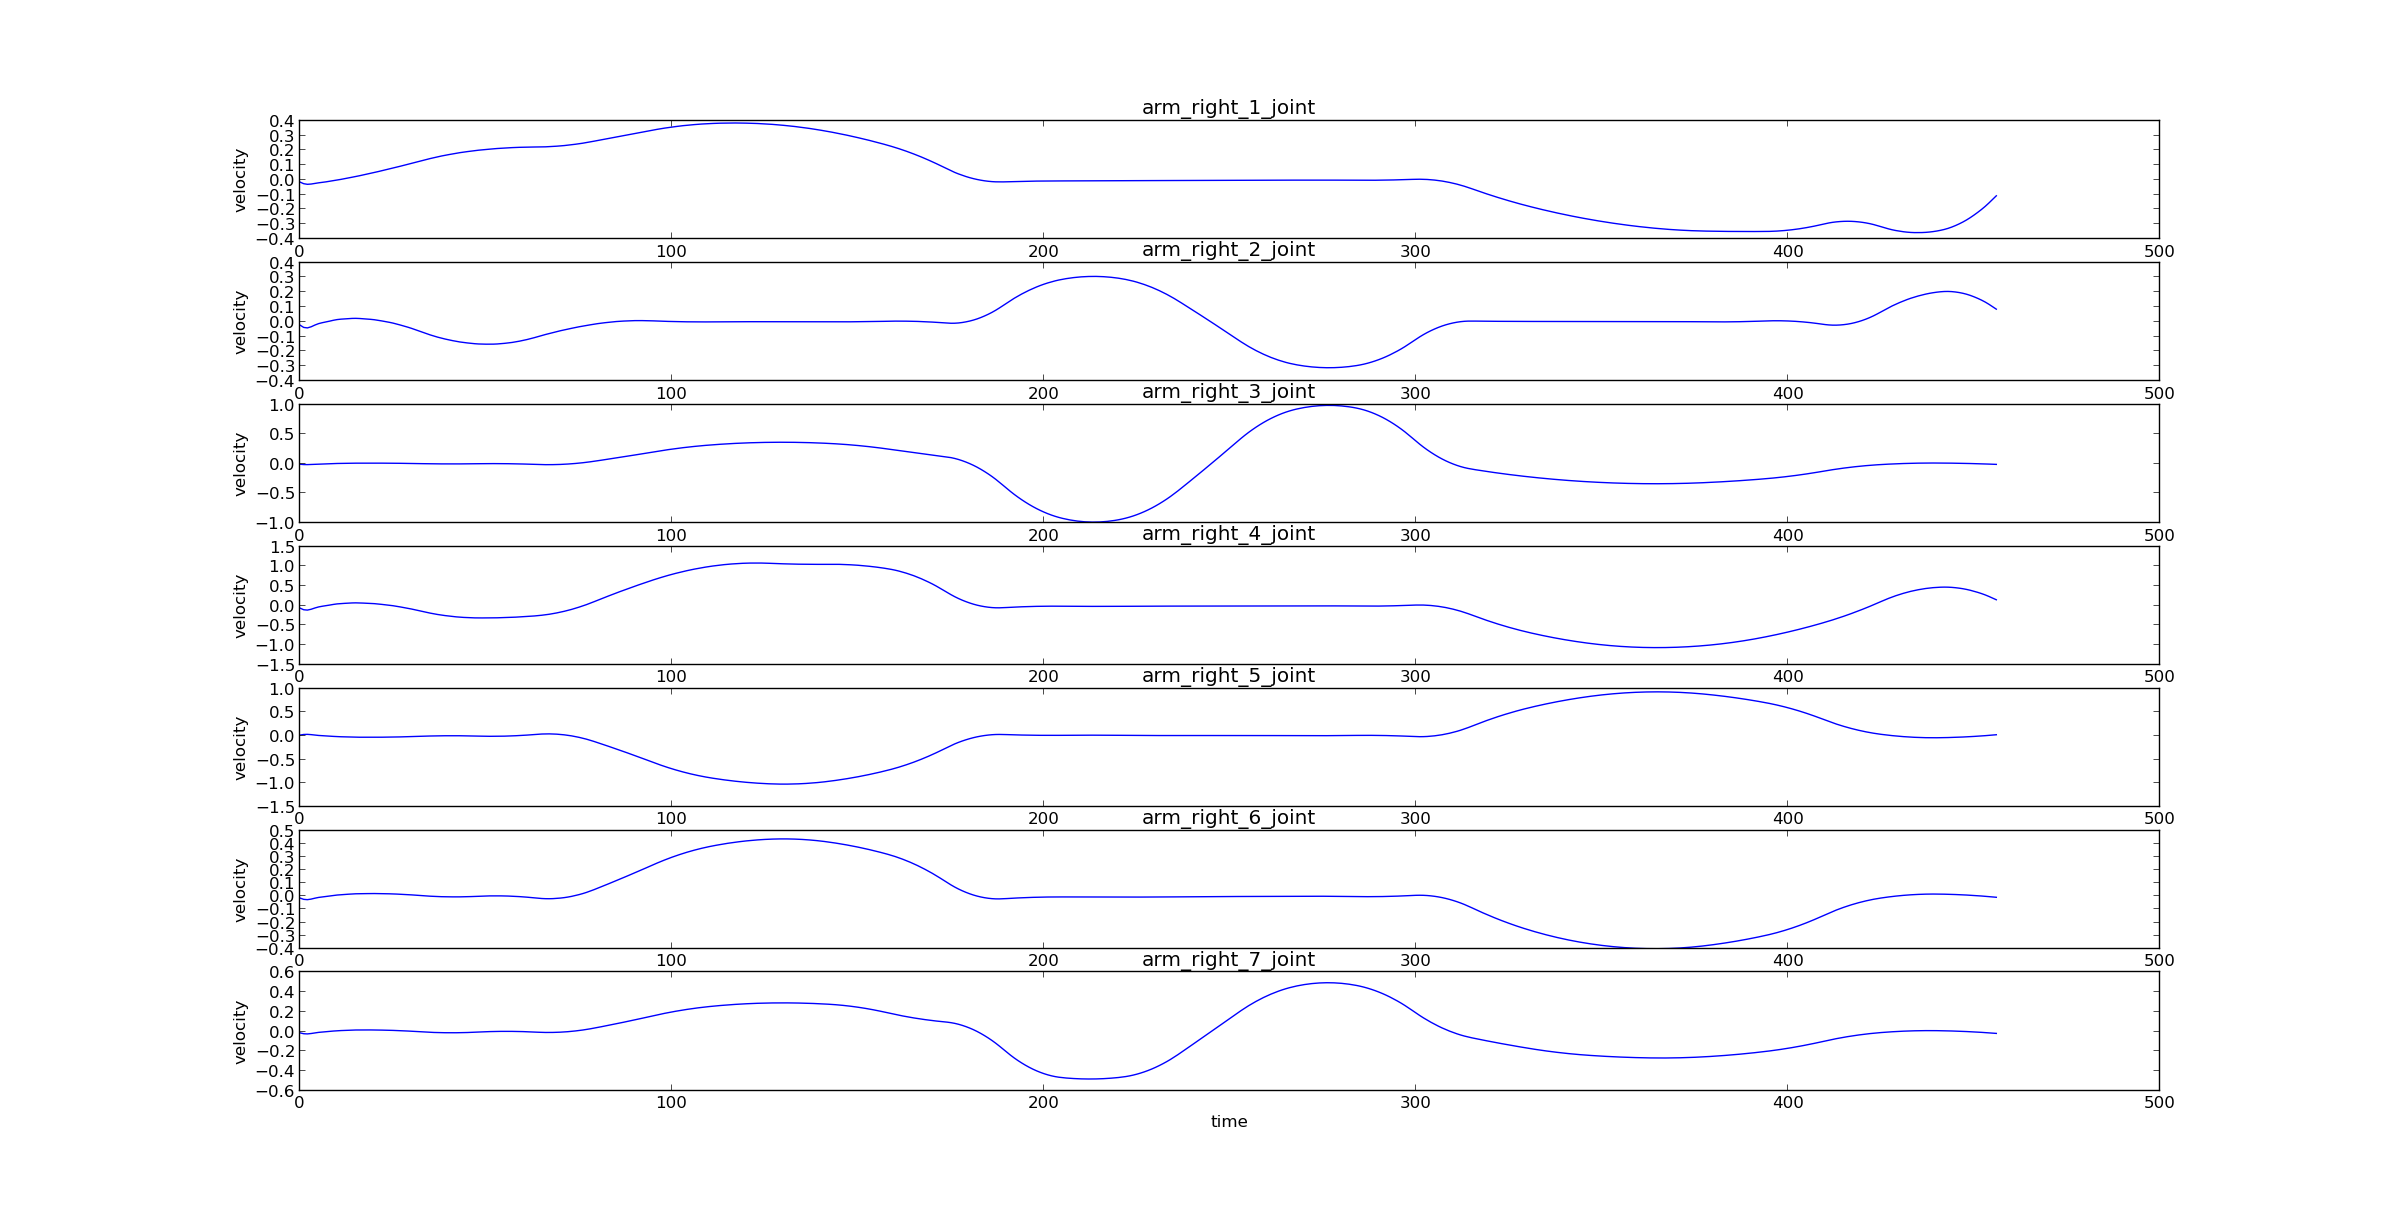 arm_right_1_joint
0.4
0.3
0.2
0.1
0.0
−0.1
−0.2
−0.3
−0.4
velocity
0 100 200 300 400 500
arm_right_2_joint
0.4
0.3
0.2
0.1
0.0
−0.1
−0.2
−0.3
−0.4
velocity
0 100 200 300 400 500
arm_right_3_joint
1.0
0.5
0.0
−0.5
−1.0
velocity
0 100 200 300 400 500
arm_right_4_joint
1.5
1.0
0.5
0.0
−0.5
−1.0
−1.5
velocity
0 100 200 300 400 500
arm_right_5_joint
1.0
0.5
0.0
−0.5
−1.0
−1.5
velocity
0 100 200 300 400 500
arm_right_6_joint
0.5
0.4
0.3
0.2
0.1
0.0
−0.1
−0.2
−0.3
−0.4
velocity
0 100 200 300 400 500
arm_right_7_joint
0.6
0.4
0.2
0.0
−0.2
−0.4
−0.6
velocity
0 100 200 300 400 500
time